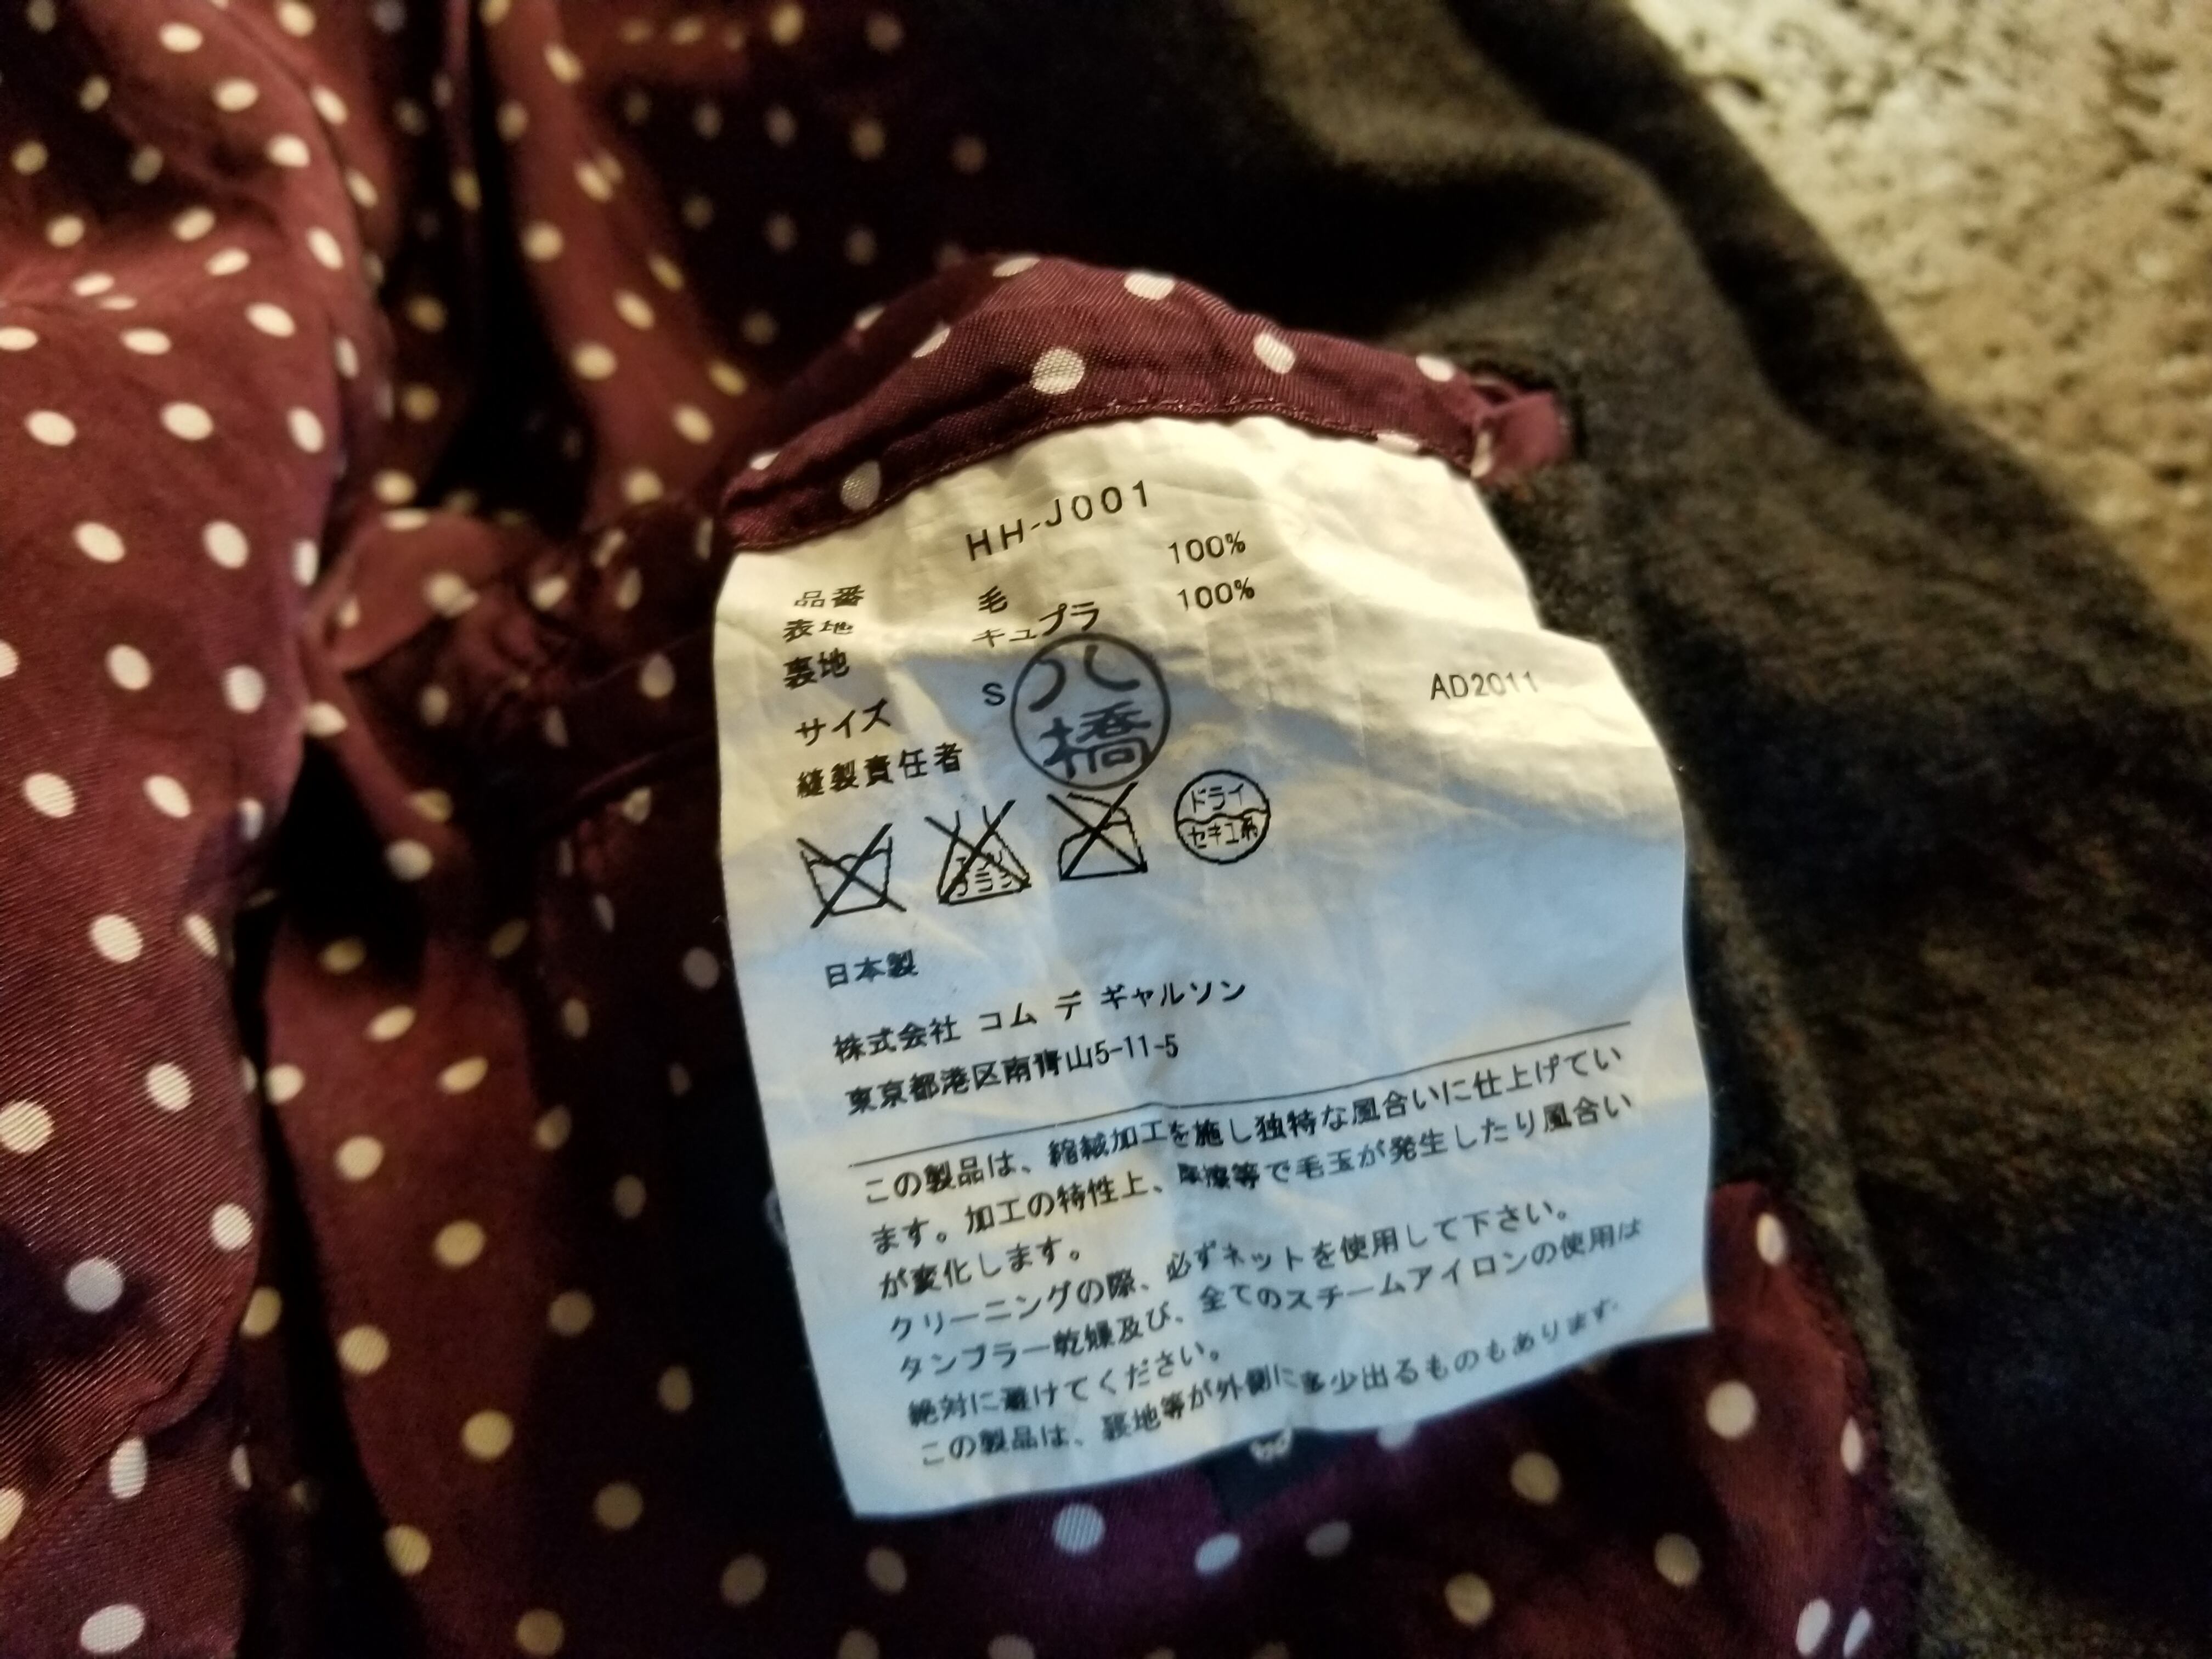 品番 HH-J001
表地 毛 100%
裏地 キュプラ 100%
サイズ S AD2011
縫製責任者 八橋
エンソ
サラシ
ドライ
セキユ系
日本製
株式会社 コム デ ギャルソン
東京都港区南青山5-11-5
この製品は、縮絨加工を施し独特な風合いに仕上げてい
ます。加工の特性上、摩擦等で毛玉が発生したり風合い
が変化します。
クリーニングの際、必ずネットを使用して下さい。
タンブラー乾燥及び、全てのスチームアイロンの使用は
絶対に避けてください。
この製品は、裏地等が外側に多少出るものもあります。